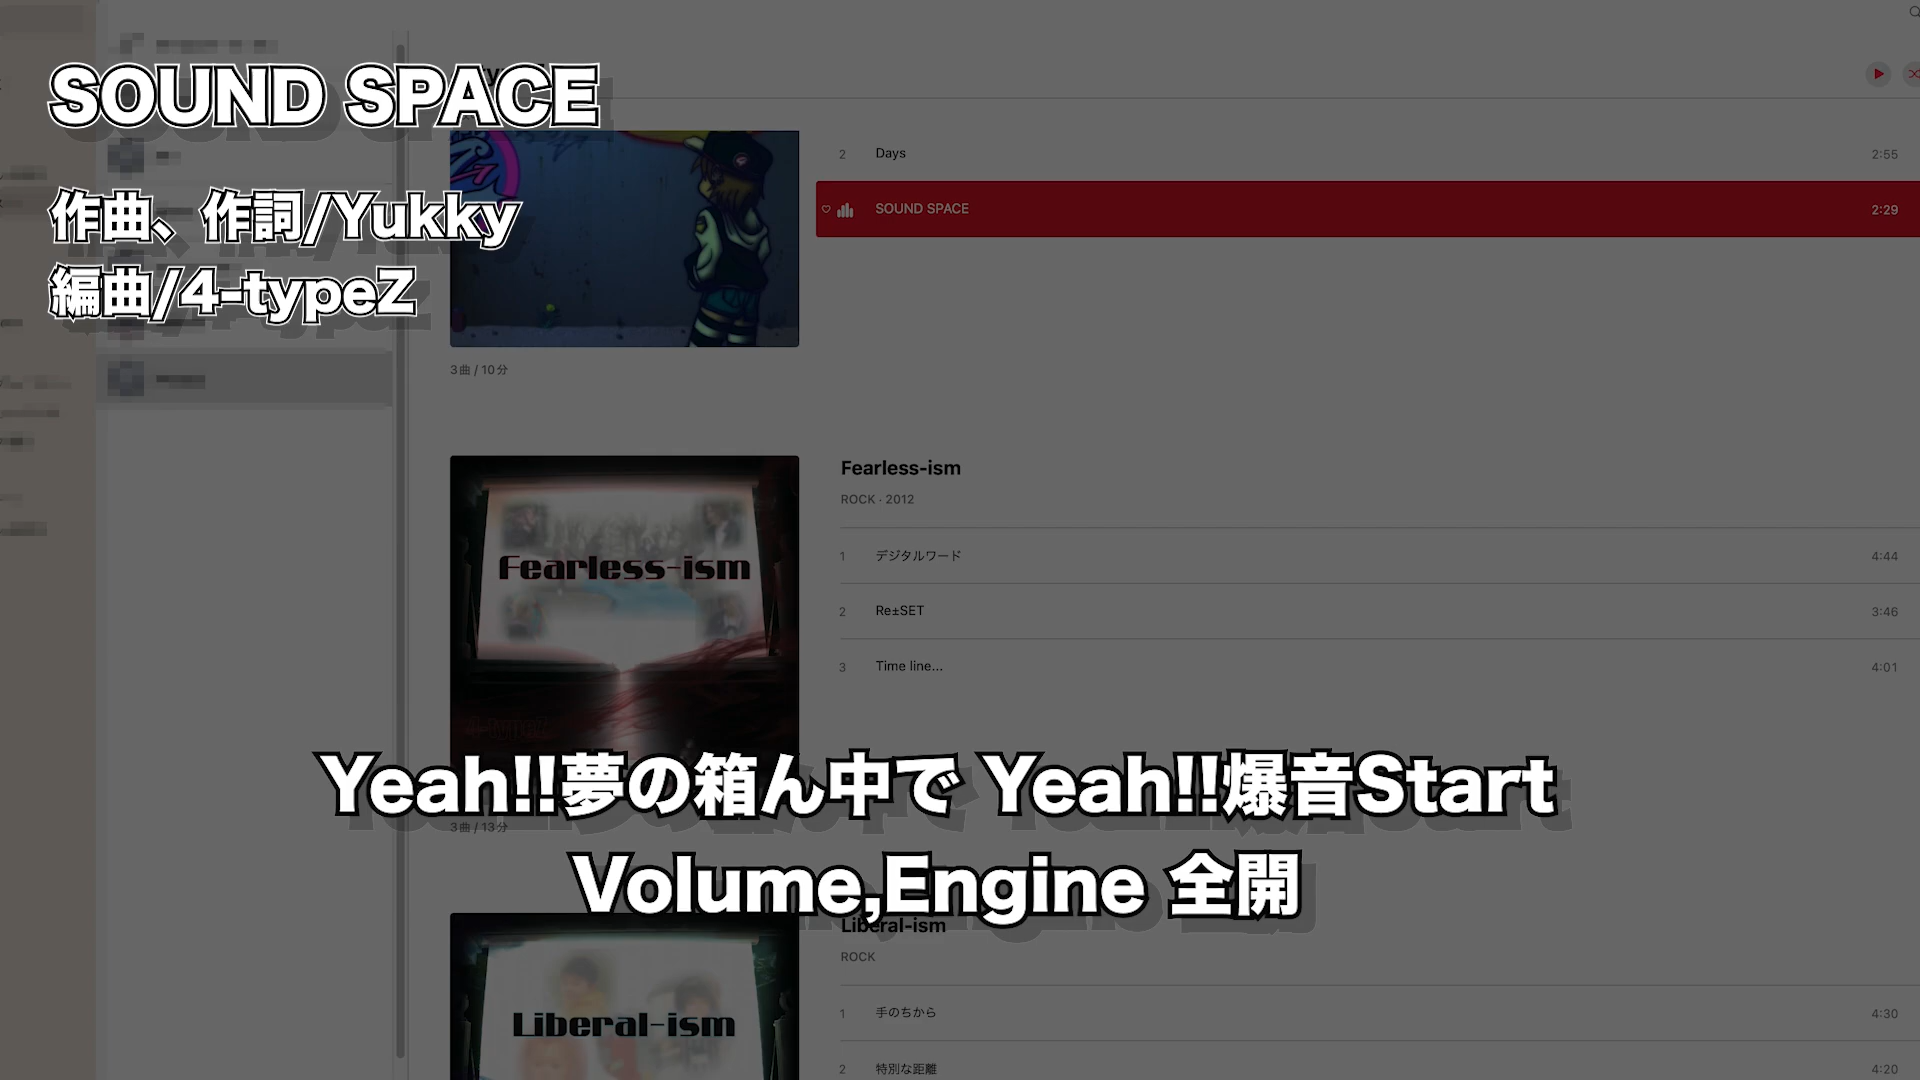 SOUND SPACE
作曲、作詞/Yukky
編曲/4-typeZ
2 Days 2:55
SOUND SPACE 2:29
3曲 / 10分
Fearless-ism
Fearless-ism
ROCK · 2012
1 デジタルワード 4:44
2 Re±SET 3:46
3 Time line... 4:01
4-typeZ
Yeah!!夢の箱ん中で Yeah!!爆音Start
3曲 / 13分
Volume,Engine 全開
Liberal-ism
Liberal-ism
ROCK
1 手のちから 4:30
2 特別な距離 4:20